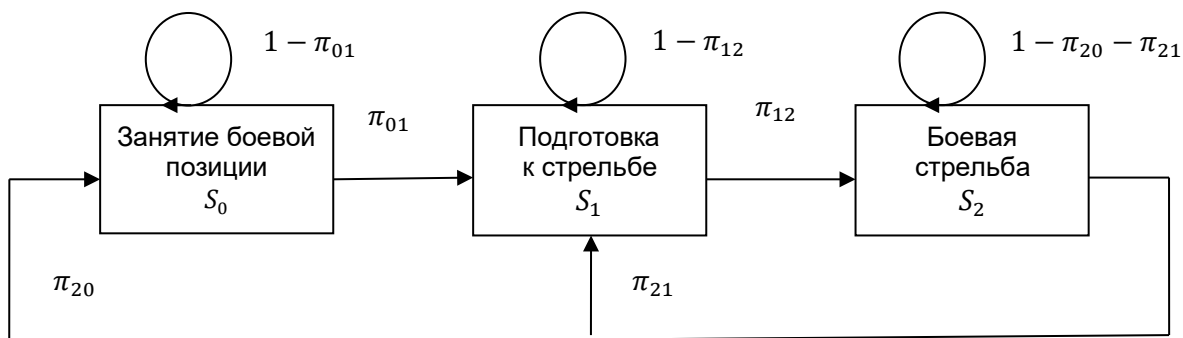 1 − π₀₁
1 − π₁₂
1 − π₂₀ − π₂₁
Занятие боевой
позиции
S₀
π₀₁
Подготовка
к стрельбе
S₁
π₁₂
Боевая
стрельба
S₂
π₂₀
π₂₁